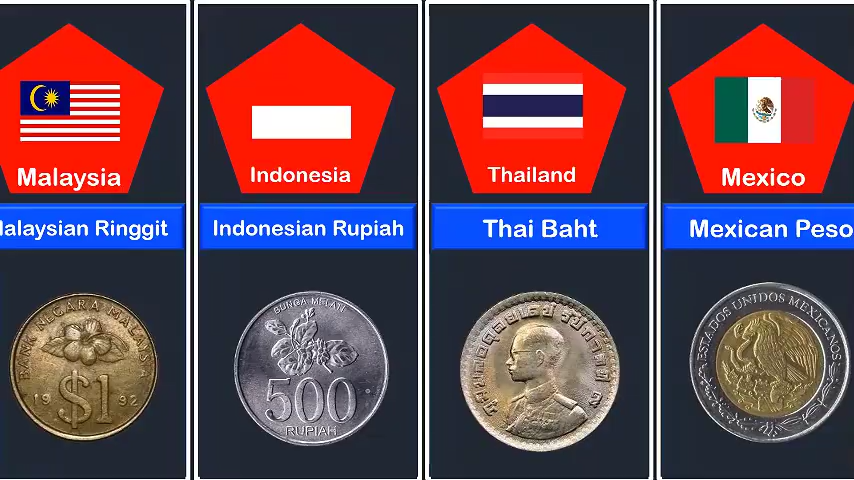 Malaysia
Malaysian Ringgit
BANK NEGARA MALAYSIA
$1
1992
Indonesia
Indonesian Rupiah
BUNGA MELATI
500
RUPIAH
Thailand
Thai Baht
Mexico
Mexican Peso
ESTADOS UNIDOS MEXICANOS